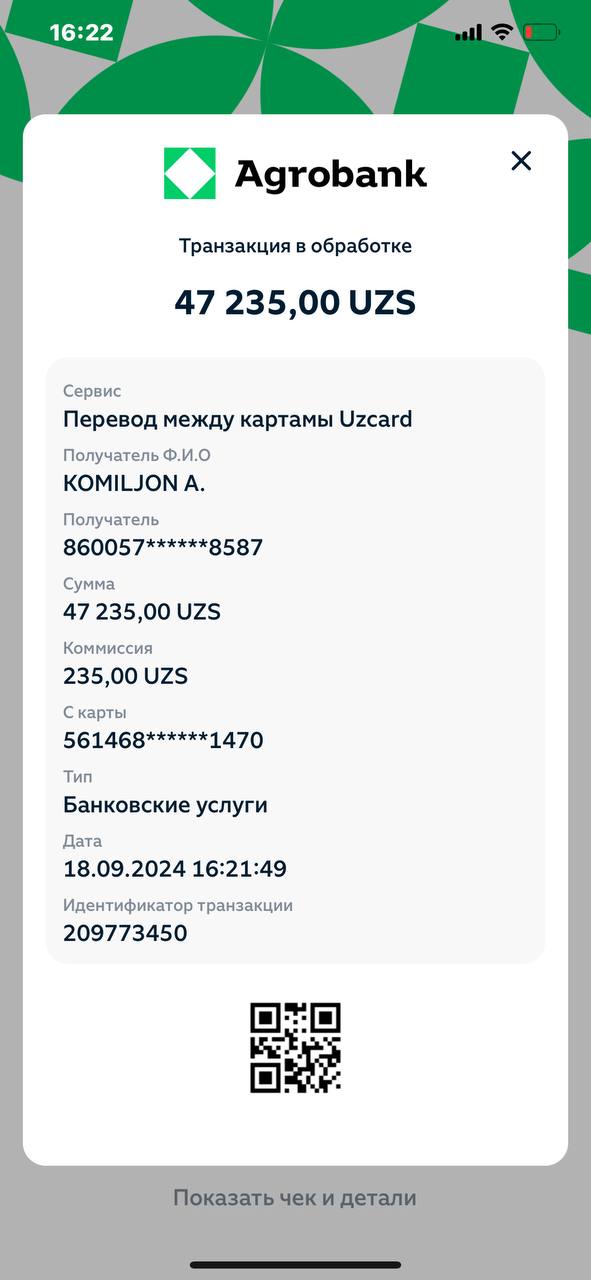 16:22
Agrobank
Транзакция в обработке
47 235,00 UZS
Сервис
Перевод между картамы Uzcard
Получатель Ф.И.О
KOMILJON A.
Получатель
860057******8587
Сумма
47 235,00 UZS
Коммиссия
235,00 UZS
С карты
561468******1470
Тип
Банковские услуги
Дата
18.09.2024 16:21:49
Идентификатор транзакции
209773450
Показать чек и детали